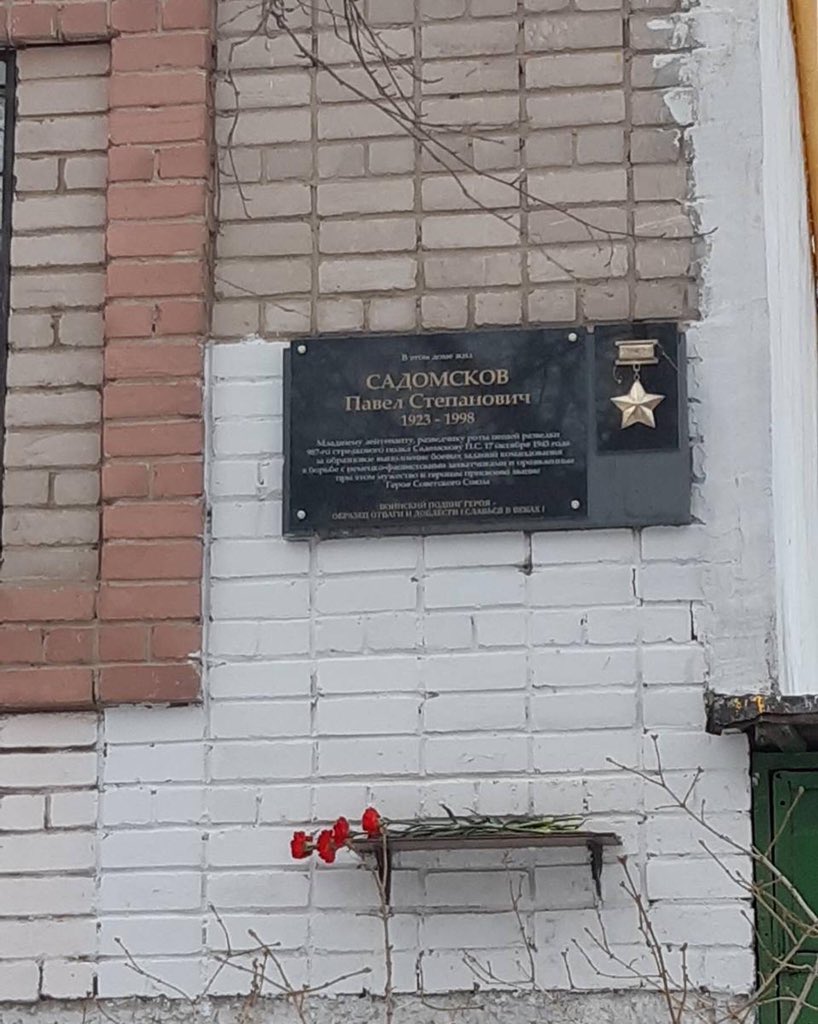 В этом доме жил
САДОМСКОВ
Павел Степанович
1923 - 1998
Младшему лейтенанту, разведчику роты пешей разведки
987-го стрелкового полка Садомскову П.С. 17 октября 1943 года
за образцовое выполнение боевых заданий командования
в борьбе с немецко-фашистскими захватчиками и проявленные
при этом мужество и героизм присвоено звание
Героя Советского Союза
ВОИНСКИЙ ПОДВИГ ГЕРОЯ -
ОБРАЗЕЦ ОТВАГИ И ДОБЛЕСТИ ! СЛАВЬСЯ В ВЕКАХ !